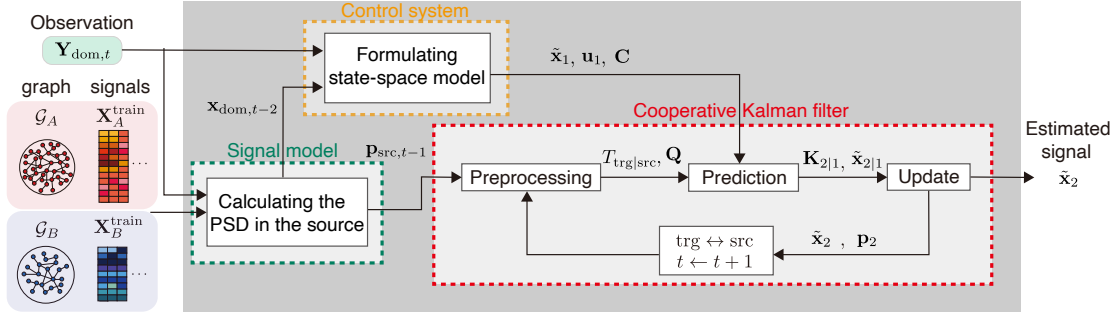 Observation
Y_dom,t
graph signals
𝒢_A X_A^train
...
𝒢_B X_B^train
...
Control system
Formulating
state-space model
x_dom,t−2
Signal model
Calculating the
PSD in the source
p_src,t−1
x̃_1, u_1, C
Cooperative Kalman filter
Preprocessing
T_trg|src, Q
Prediction
K_2|1, x̃_2|1
Update
trg ↔ src
t ← t + 1
x̃_2 , p_2
Estimated
signal
x̃_2